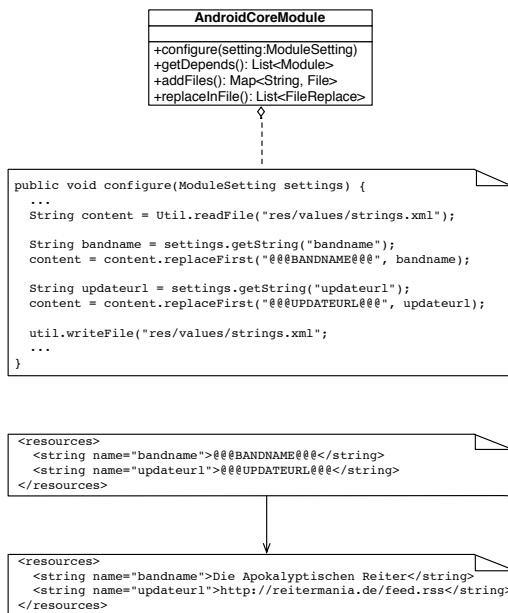 AndroidCoreModule
+configure(setting:ModuleSetting)
+getDepends(): List<Module>
+addFiles(): Map<String, File>
+replaceInFile(): List<FileReplace>
public void configure(ModuleSetting settings) {
...
String content = Util.readFile("res/values/strings.xml");
String bandname = settings.getString("bandname");
content = content.replaceFirst("@@@BANDNAME@@@", bandname);
String updateurl = settings.getString("updateurl");
content = content.replaceFirst("@@@UPDATEURL@@@", updateurl);
util.writeFile("res/values/strings.xml";
...
}
<resources>
<string name="bandname">@@@BANDNAME@@@</string>
<string name="updateurl">@@@UPDATEURL@@@</string>
</resources>
<resources>
<string name="bandname">Die Apokalyptischen Reiter</string>
<string name="updateurl">http://reitermania.de/feed.rss</string>
</resources>